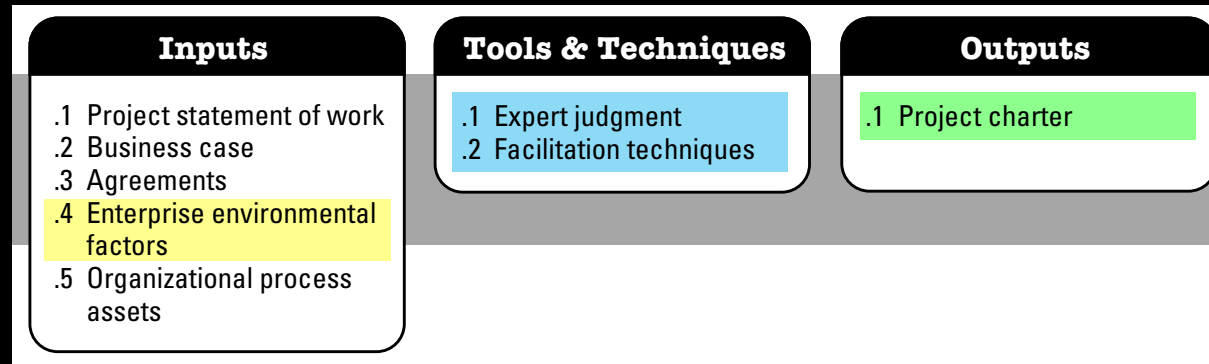 Inputs
.1 Project statement of work
.2 Business case
.3 Agreements
.4 Enterprise environmental
factors
.5 Organizational process
assets
Tools & Techniques
.1 Expert judgment
.2 Facilitation techniques
Outputs
.1 Project charter